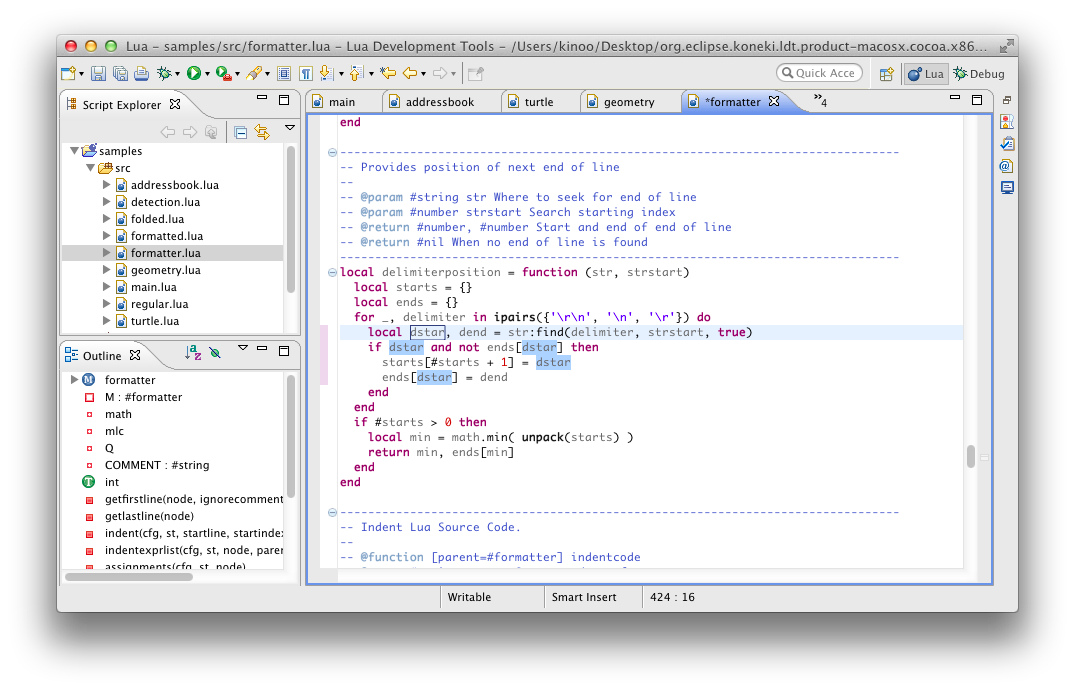 Lua – samples/src/formatter.lua – Lua Development Tools – /Users/kinoo/Desktop/org.eclipse.koneki.ldt.product-macosx.cocoa.x86...
Quick Acce
Lua
Debug
Script Explorer
samples
src
addressbook.lua
detection.lua
folded.lua
formatted.lua
formatter.lua
geometry.lua
main.lua
regular.lua
turtle.lua
Outline
formatter
M : #formatter
math
mlc
Q
COMMENT : #string
int
getfirstline(node, ignorecomment
getlastline(node)
indent(cfg, st, startline, startindex
indentexprlist(cfg, st, node, parer
assignments(cfg, st, node)
main
addressbook
turtle
geometry
*formatter
»4
end
--------------------------------------------------------------------------------
-- Provides position of next end of line
--
-- @param #string str Where to seek for end of line
-- @param #number strstart Search starting index
-- @return #number, #number Start and end of end of line
-- @return #nil When no end of line is found
--------------------------------------------------------------------------------
local delimiterposition = function (str, strstart)
  local starts = {}
  local ends = {}
  for _, delimiter in ipairs({'\r\n', '\n', '\r'}) do
    local dstar, dend = str:find(delimiter, strstart, true)
    if dstar and not ends[dstar] then
      starts[#starts + 1] = dstar
      ends[dstar] = dend
    end
  end
  if #starts > 0 then
    local min = math.min( unpack(starts) )
    return min, ends[min]
  end
end
--------------------------------------------------------------------------------
-- Indent Lua Source Code.
--
-- @function [parent=#formatter] indentcode
Writable
Smart Insert
424 : 16